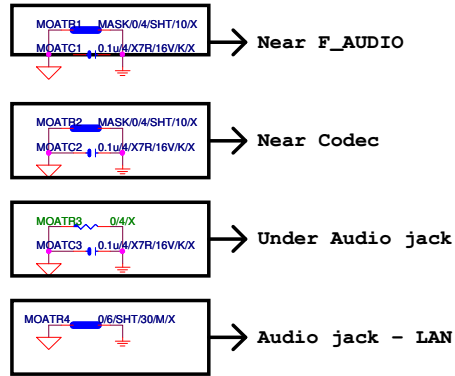 MOATR1 MASK/0/4/SHT/10/X
MOATC1 0.1u/4/X7R/16V/K/X
Near F_AUDIO
MOATR2 MASK/0/4/SHT/10/X
MOATC2 0.1u/4/X7R/16V/K/X
Near Codec
MOATR3 0/4/X
MOATC3 0.1u/4/X7R/16V/K/X
Under Audio jack
MOATR4 0/6/SHT/30/M/X
Audio jack - LAN